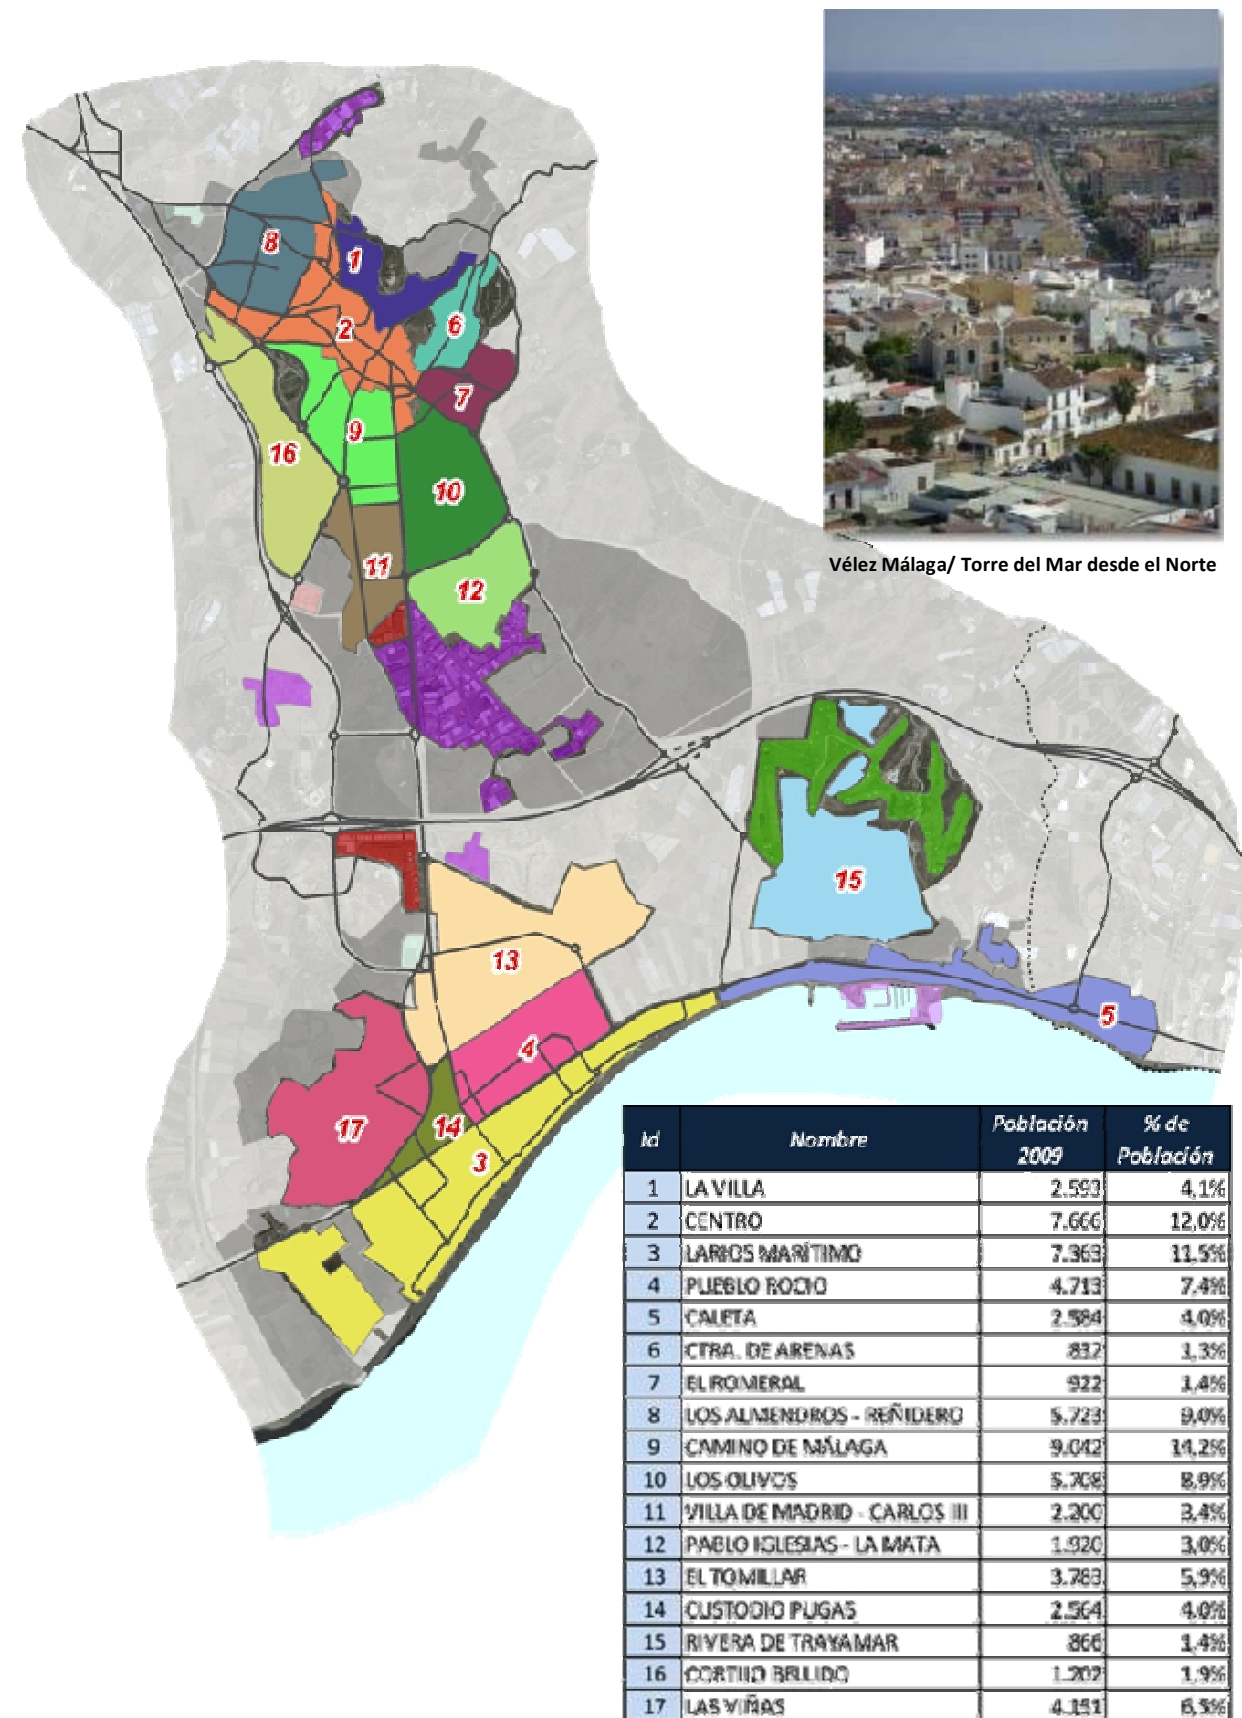 8
1
2
6
7
9
16
10
11
12
Vélez Málaga/ Torre del Mar desde el Norte
15
13
5
4
17
14
3
Id Nombre Población 2009 % de Población
1 LA VILLA 2.593 4,1%
2 CENTRO 7.666 12,0%
3 LARIOS MARÍTIMO 7.363 11,5%
4 PUEBLO ROCIO 4.713 7,4%
5 CALETA 2.584 4,0%
6 CTRA. DE ARENAS 832 1,3%
7 EL ROMERAL 922 1,4%
8 LOS ALMENDROS - REÑIDERO 5.723 9,0%
9 CAMINO DE MÁLAGA 9.042 14,2%
10 LOS OLIVOS 5.708 8,9%
11 VILLA DE MADRID - CARLOS III 2.200 3,4%
12 PABLO IGLESIAS - LA MATA 1.920 3,0%
13 EL TOMILLAR 3.783 5,9%
14 CUSTODIO PUGAS 2.564 4,0%
15 RIVERA DE TRAYAMAR 866 1,4%
16 CORTIJO BELLIDO 1.202 1,9%
17 LAS VIÑAS 4.151 6,5%